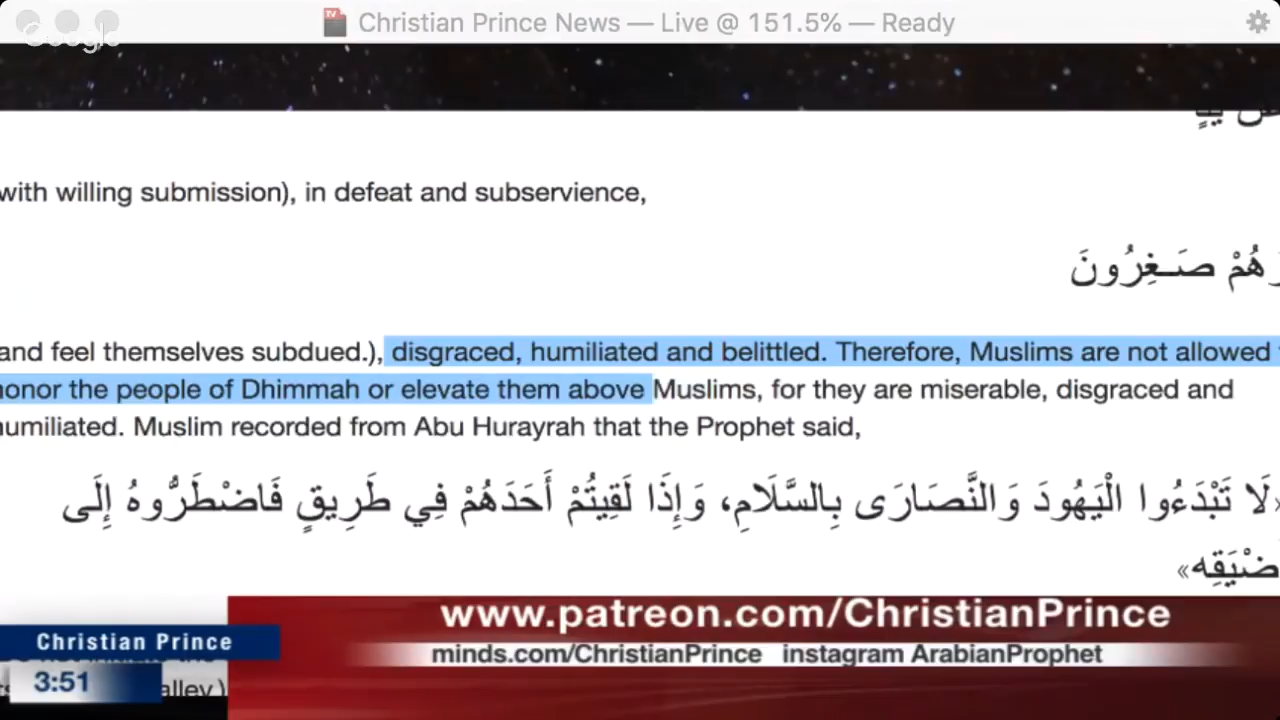 Christian Prince News — Live @ 151.5% — Ready
Google
with willing submission), in defeat and subservience,
هُمْ صَـغِرُونَ
and feel themselves subdued.), disgraced, humiliated and belittled. Therefore, Muslims are not allowed
honor the people of Dhimmah or elevate them above Muslims, for they are miserable, disgraced and
humiliated. Muslim recorded from Abu Hurayrah that the Prophet said,
«لَا تَبْدَءُوا الْيَهُودَ وَالنَّصَارَى بِالسَّلَامِ، وَإِذَا لَقِيتُمْ أَحَدَهُمْ فِي طَرِيقٍ فَاضْطَرُّوهُ إِلَى
ضْيَقِه»
www.patreon.com/ChristianPrince
Christian Prince
minds.com/ChristianPrince instagram ArabianProphet
3:51
alley.)